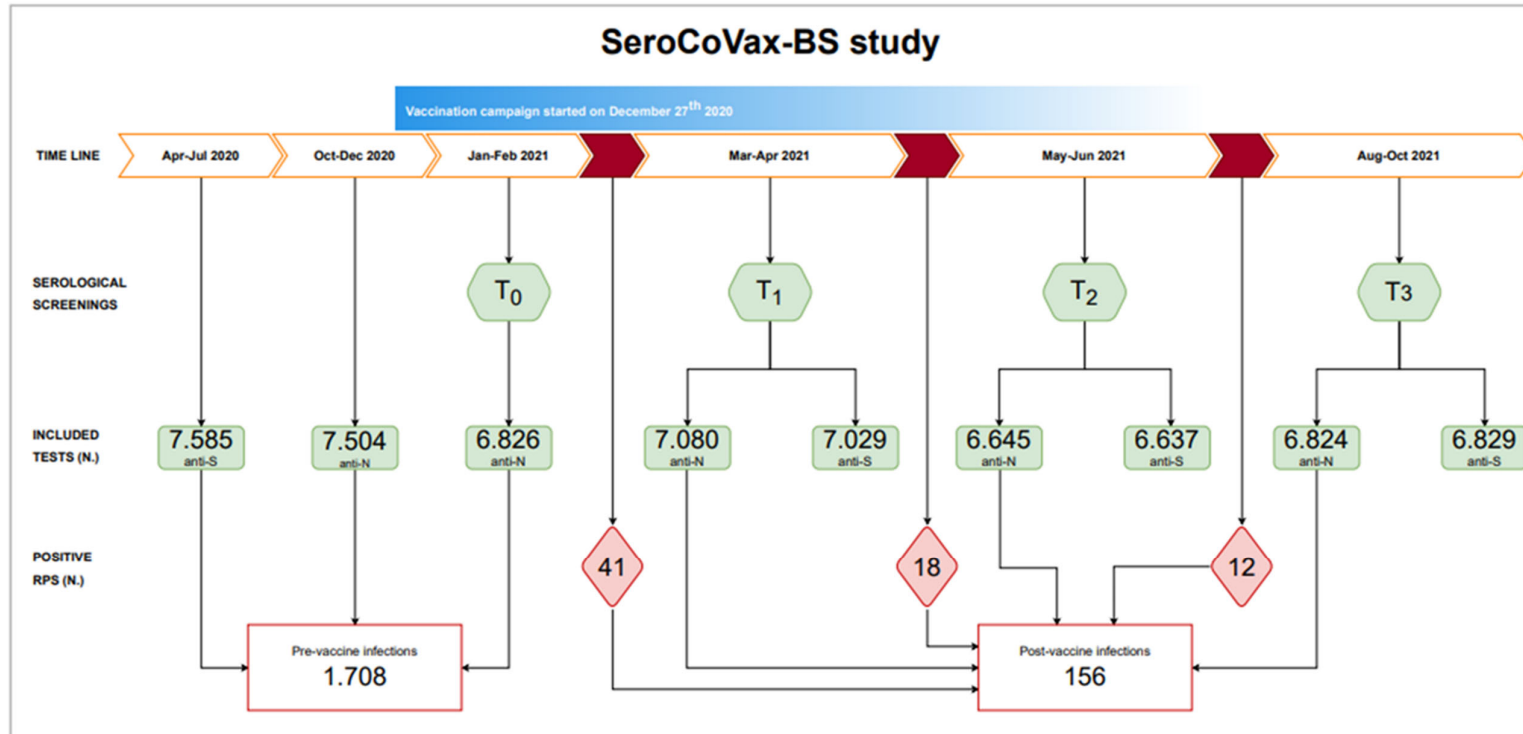 SeroCoVax-BS study
Vaccination campaign started on December 27th 2020
TIME LINE
Apr-Jul 2020
Oct-Dec 2020
Jan-Feb 2021
Mar-Apr 2021
May-Jun 2021
Aug-Oct 2021
SEROLOGICAL
SCREENINGS
T0
T1
T2
T3
INCLUDED
TESTS (N.)
7.585
anti-S
7.504
anti-N
6.826
anti-N
7.080
anti-N
7.029
anti-S
6.645
anti-N
6.637
anti-S
6.824
anti-N
6.829
anti-S
POSITIVE
RPS (N.)
41
18
12
Pre-vaccine infections
1.708
Post-vaccine infections
156